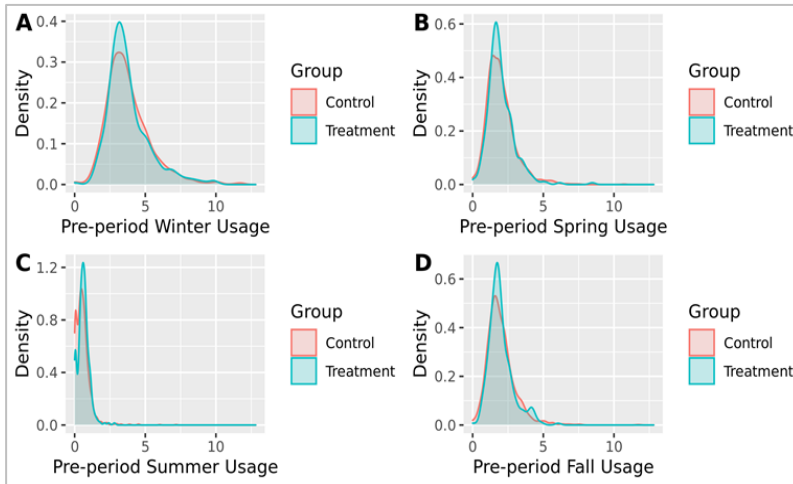 A
0.4
0.3
0.2
0.1
0.0
0
5
10
Density
Pre-period Winter Usage
Group
Control
Treatment
B
0.6
0.4
0.2
0.0
0
5
10
Density
Pre-period Spring Usage
Group
Control
Treatment
C
1.2
0.8
0.4
0.0
0
5
10
Density
Pre-period Summer Usage
Group
Control
Treatment
D
0.6
0.4
0.2
0.0
0
5
10
Density
Pre-period Fall Usage
Group
Control
Treatment